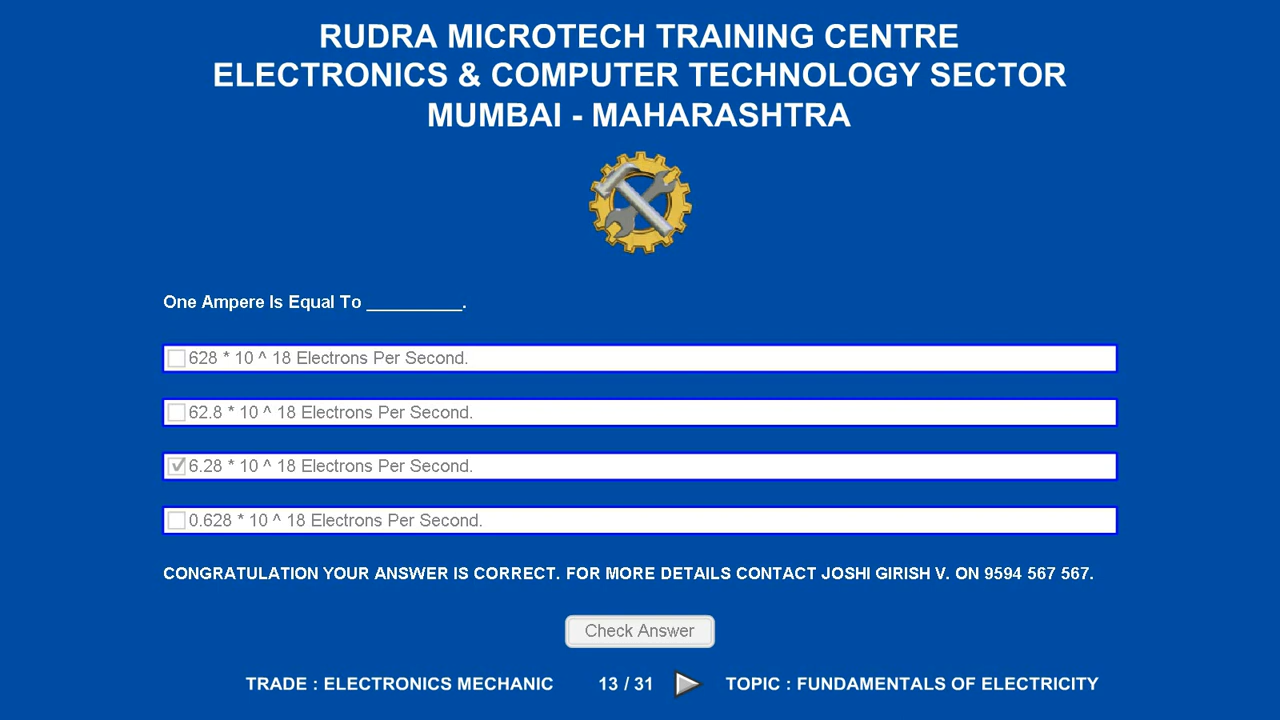 RUDRA MICROTECH TRAINING CENTRE
ELECTRONICS & COMPUTER TECHNOLOGY SECTOR
MUMBAI - MAHARASHTRA
One Ampere Is Equal To __________.
628 * 10 ^ 18 Electrons Per Second.
62.8 * 10 ^ 18 Electrons Per Second.
6.28 * 10 ^ 18 Electrons Per Second.
0.628 * 10 ^ 18 Electrons Per Second.
CONGRATULATION YOUR ANSWER IS CORRECT. FOR MORE DETAILS CONTACT JOSHI GIRISH V. ON 9594 567 567.
Check Answer
TRADE : ELECTRONICS MECHANIC 13 / 31 TOPIC : FUNDAMENTALS OF ELECTRICITY